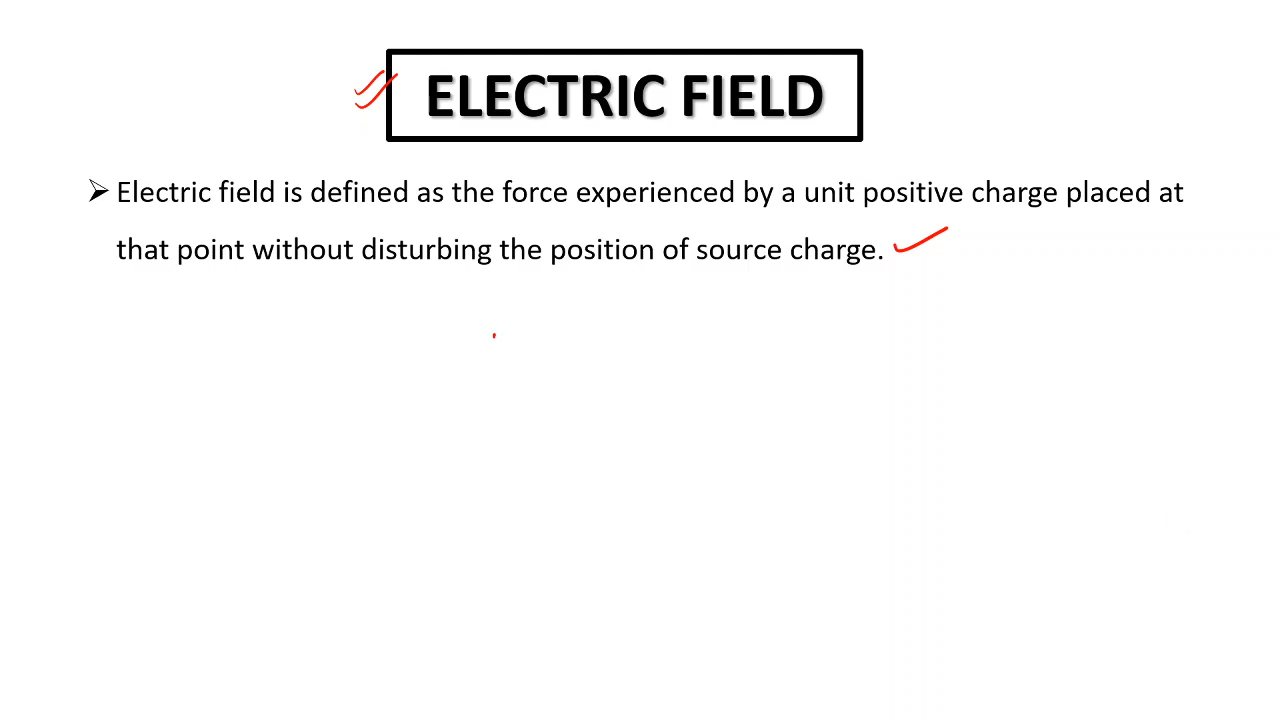 ELECTRIC FIELD
➢ Electric field is defined as the force experienced by a unit positive charge placed at
that point without disturbing the position of source charge.